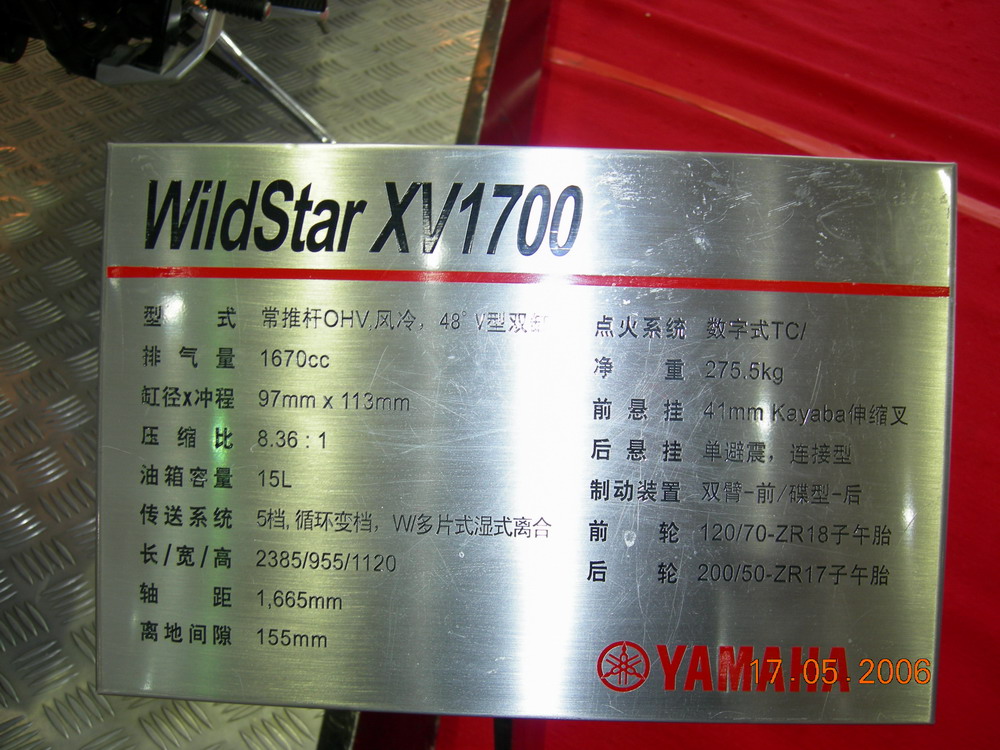 WildStar XV1700
型 式 常推杆OHV,风冷，48°V型双缸
排气量 1670cc
缸径x冲程 97mm x 113mm
压缩比 8.36 : 1
油箱容量 15L
传送系统 5档,循环变档，W/多片式湿式离合
长/宽/高 2385/955/1120
轴 距 1,665mm
离地间隙 155mm
点火系统 数字式TC/
净 重 275.5kg
前悬挂 41mm Kayaba伸缩叉
后悬挂 单避震，连接型
制动装置 双臂-前/碟型-后
前 轮 120/70-ZR18子午胎
后 轮 200/50-ZR17子午胎
YAMAHA
17.05.2006